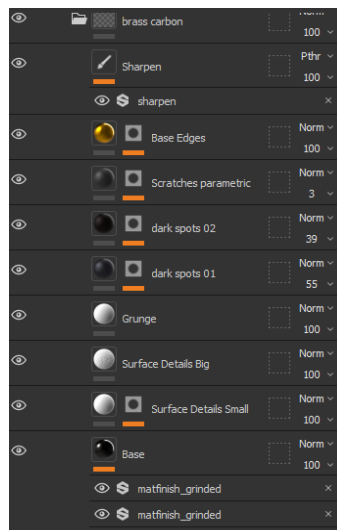 brass carbon Norm
100
Sharpen Pthr
100
sharpen ×
Base Edges Norm
100
Scratches parametric Norm
3
dark spots 02 Norm
39
dark spots 01 Norm
55
Grunge Norm
100
Surface Details Big Norm
100
Surface Details Small Norm
100
Base Norm
100
matfinish_grinded ×
matfinish_grinded ×